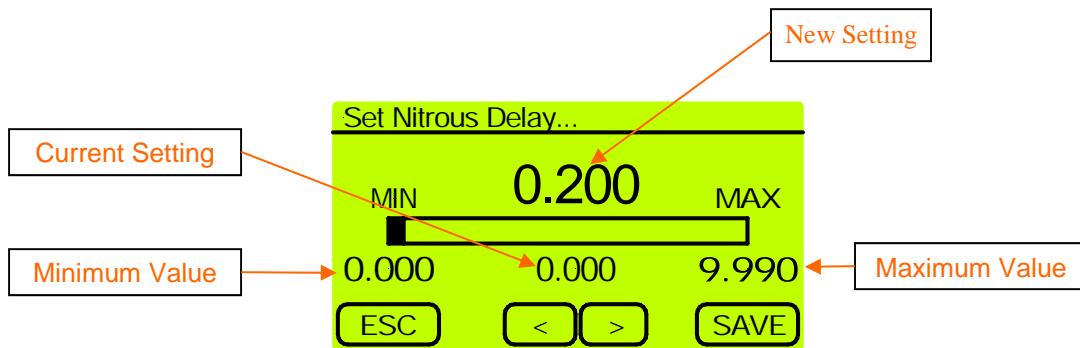 New Setting
Set Nitrous Delay...
Current Setting
0.200
MIN
MAX
Minimum Value
0.000
0.000
9.990
Maximum Value
ESC
<
>
SAVE